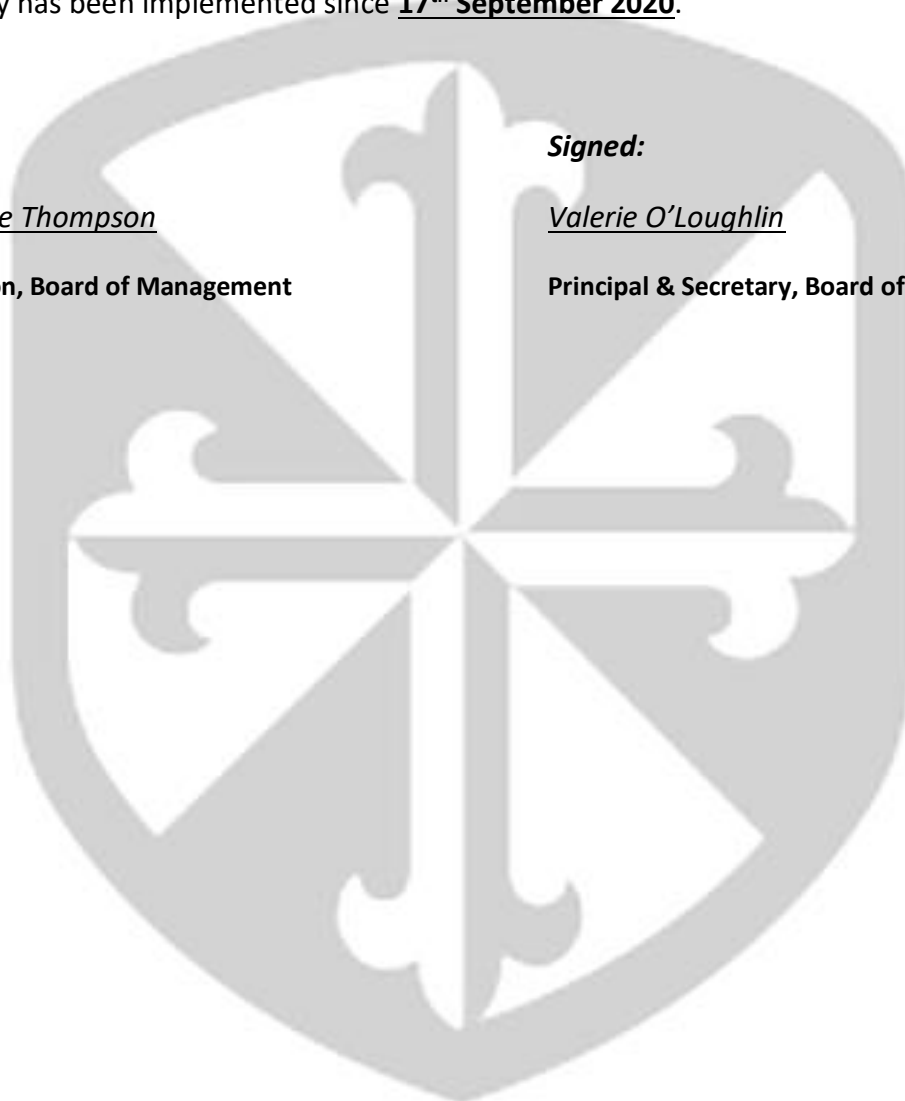 has been implemented since 17th September 2020.
Signed:
Thompson Valerie O’Loughlin
Board of Management Principal & Secretary, Board of